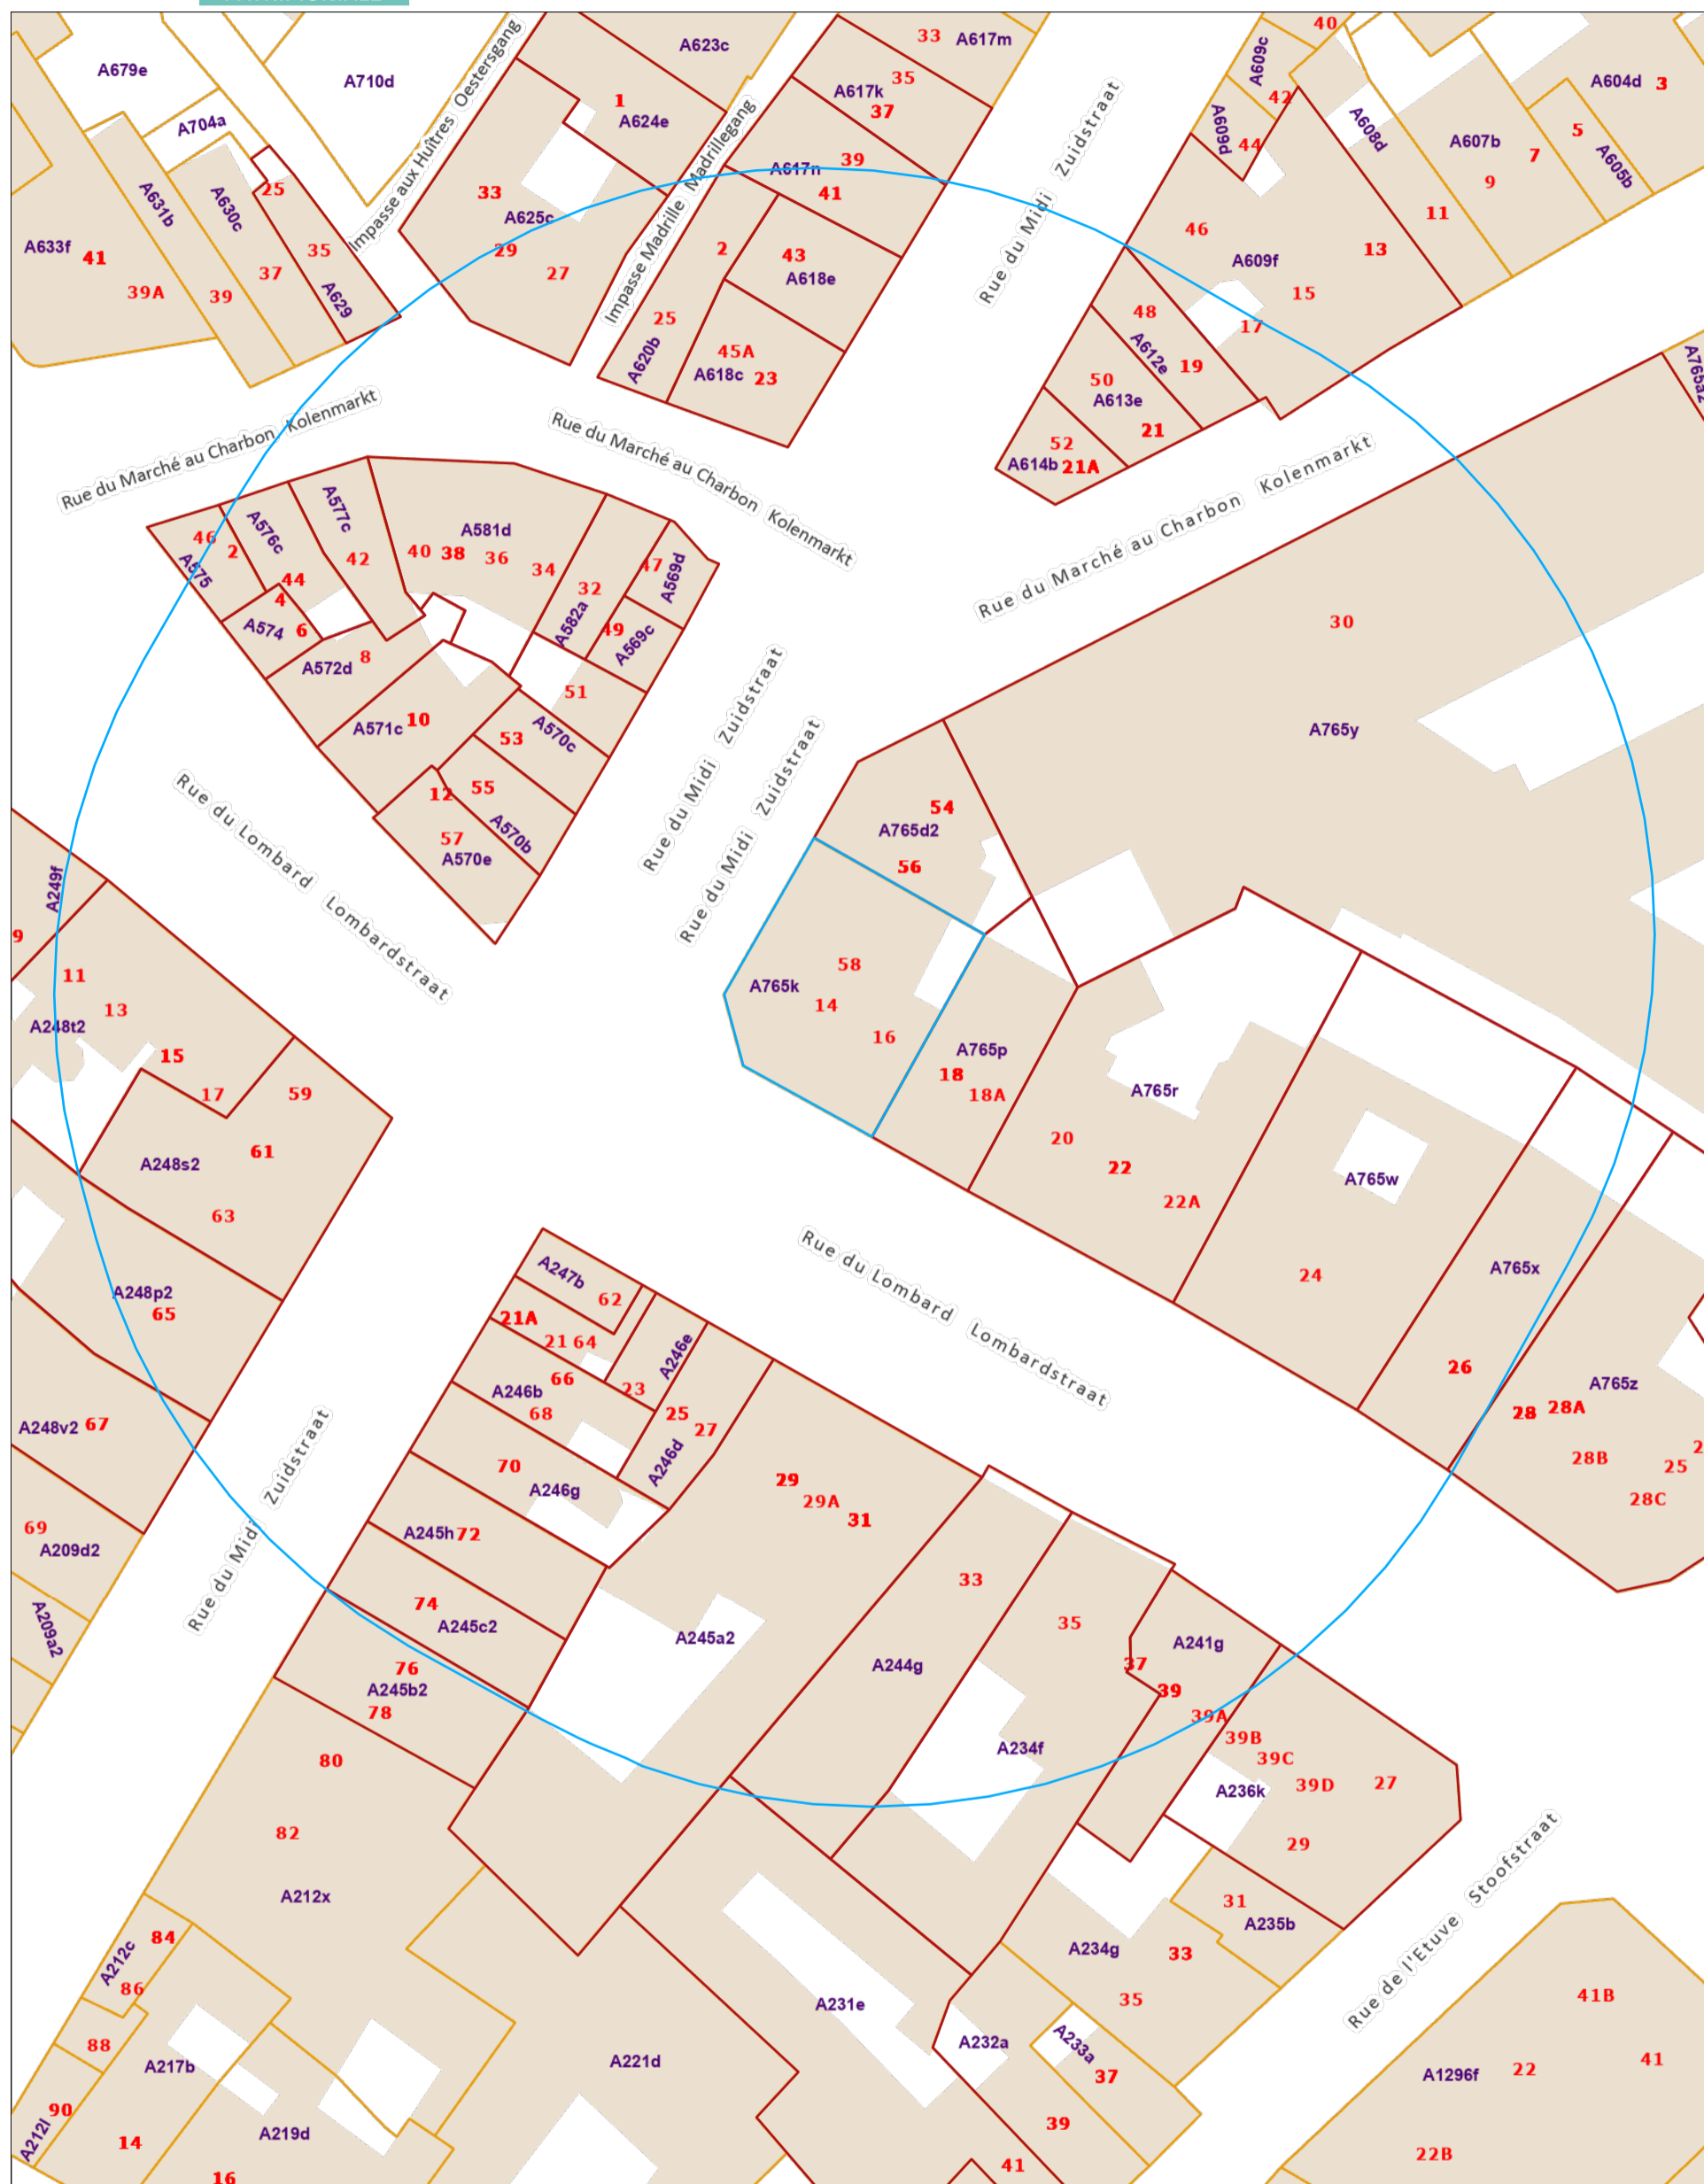 40
A623c
33
A617m
A609c
A679e
A710d
35
A604d
3
A617k
37
42
1
A624e
A704a
Impasse aux Huîtres Oestersgang
Impasse Madrille Madrillegang
Rue du Midi Zuidstraat
A609d
44
A608d
A607b
7
5
A605b
9
39
A617n
41
25
33
A625c
A631b
A630c
11
46
13
A609f
15
17
A633f
41
39A
39
37
35
A629
29
27
2
43
A618e
25
A620b
45A
A618c
23
48
A612e
19
50
A613e
21
52
A614b
21A
A765a2
Rue du Marché au Charbon Kolenmarkt
Rue du Marché au Charbon Kolenmarkt
Rue du Marché au Charbon Kolenmarkt
46
2
A575
A576c
44
A577c
42
A581d
40
38
36
34
32
A582a
47
A569d
49
A569c
4
A574
6
A572d
8
51
A571c
10
53
A570c
55
12
A570b
57
A570e
30
A765y
Rue du Midi Zuidstraat
Rue du Midi Zuidstraat
Rue du Lombard Lombardstraat
54
A765d2
56
A249f
9
11
13
A248t2
15
17
59
A248s2
61
63
58
A765k
14
16
A765p
18
18A
A765r
20
22
22A
A765w
24
A765x
26
A765z
28
28A
28B
25
28C
2
A248p2
65
A248v2
67
69
A209d2
A209a2
Rue du Midi Zuidstraat
Rue du Lombard Lombardstraat
A247b
62
21A
21
64
A246e
66
A246b
68
23
25
27
A246d
70
A246g
29
29A
31
A245h
72
74
A245c2
A245a2
76
A245b2
78
80
82
A212x
33
A244g
35
A234f
A241g
37
39
39A
39B
39C
39D
27
A236k
29
31
A235b
A234g
33
35
Rue de l'Etuve Stoofstraat
84
A212c
86
88
A217b
90
A212l
14
A219d
16
A221d
A231e
A232a
A233a
37
39
41
41B
A1296f
22
41
22B